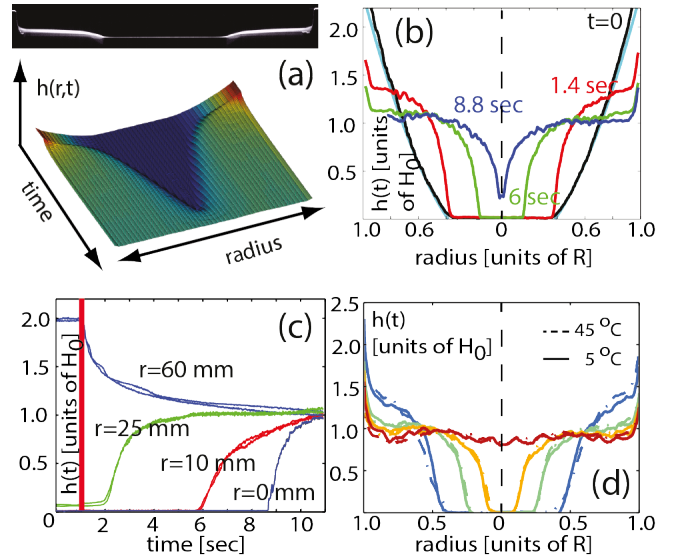 (a)
h(r,t)
time
radius
(b)
t=0
2.0
1.5
1.0
0.5
h(t) [units
of H0]
8.8 sec
1.4 sec
6 sec
1.0 0.6 0 0.6 1.0
radius [units of R]
(c)
2.0
1.5
1.0
0.5
h(t) [units of H0]
r=60 mm
r=25 mm
r=10 mm
r=0 mm
0 2 4 6 8 10
time [sec]
2.5
2.0
1.5
1.0
0.5
h(t)
[units of H0]
45 °C
5 °C
(d)
1.0 0.5 0 0.5 1.0
radius [units of R]